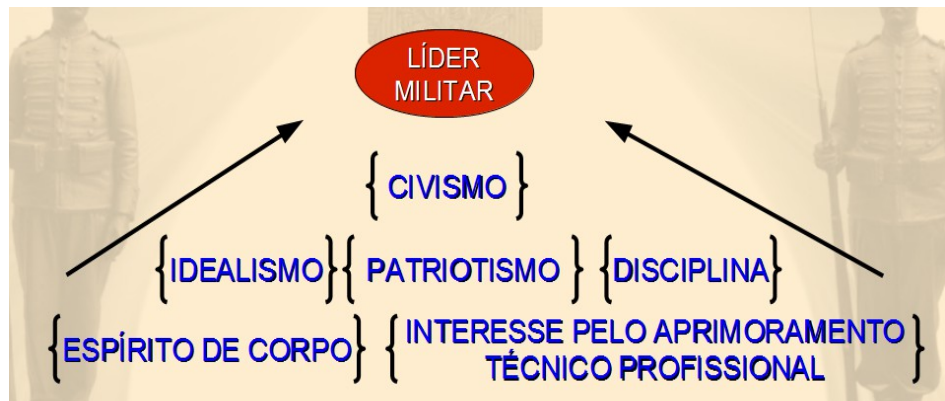 LÍDER
MILITAR
{ CIVISMO }
{IDEALISMO} { PATRIOTISMO } {DISCIPLINA}
{ESPÍRITO DE CORPO} { INTERESSE PELO APRIMORAMENTO
TÉCNICO PROFISSIONAL }